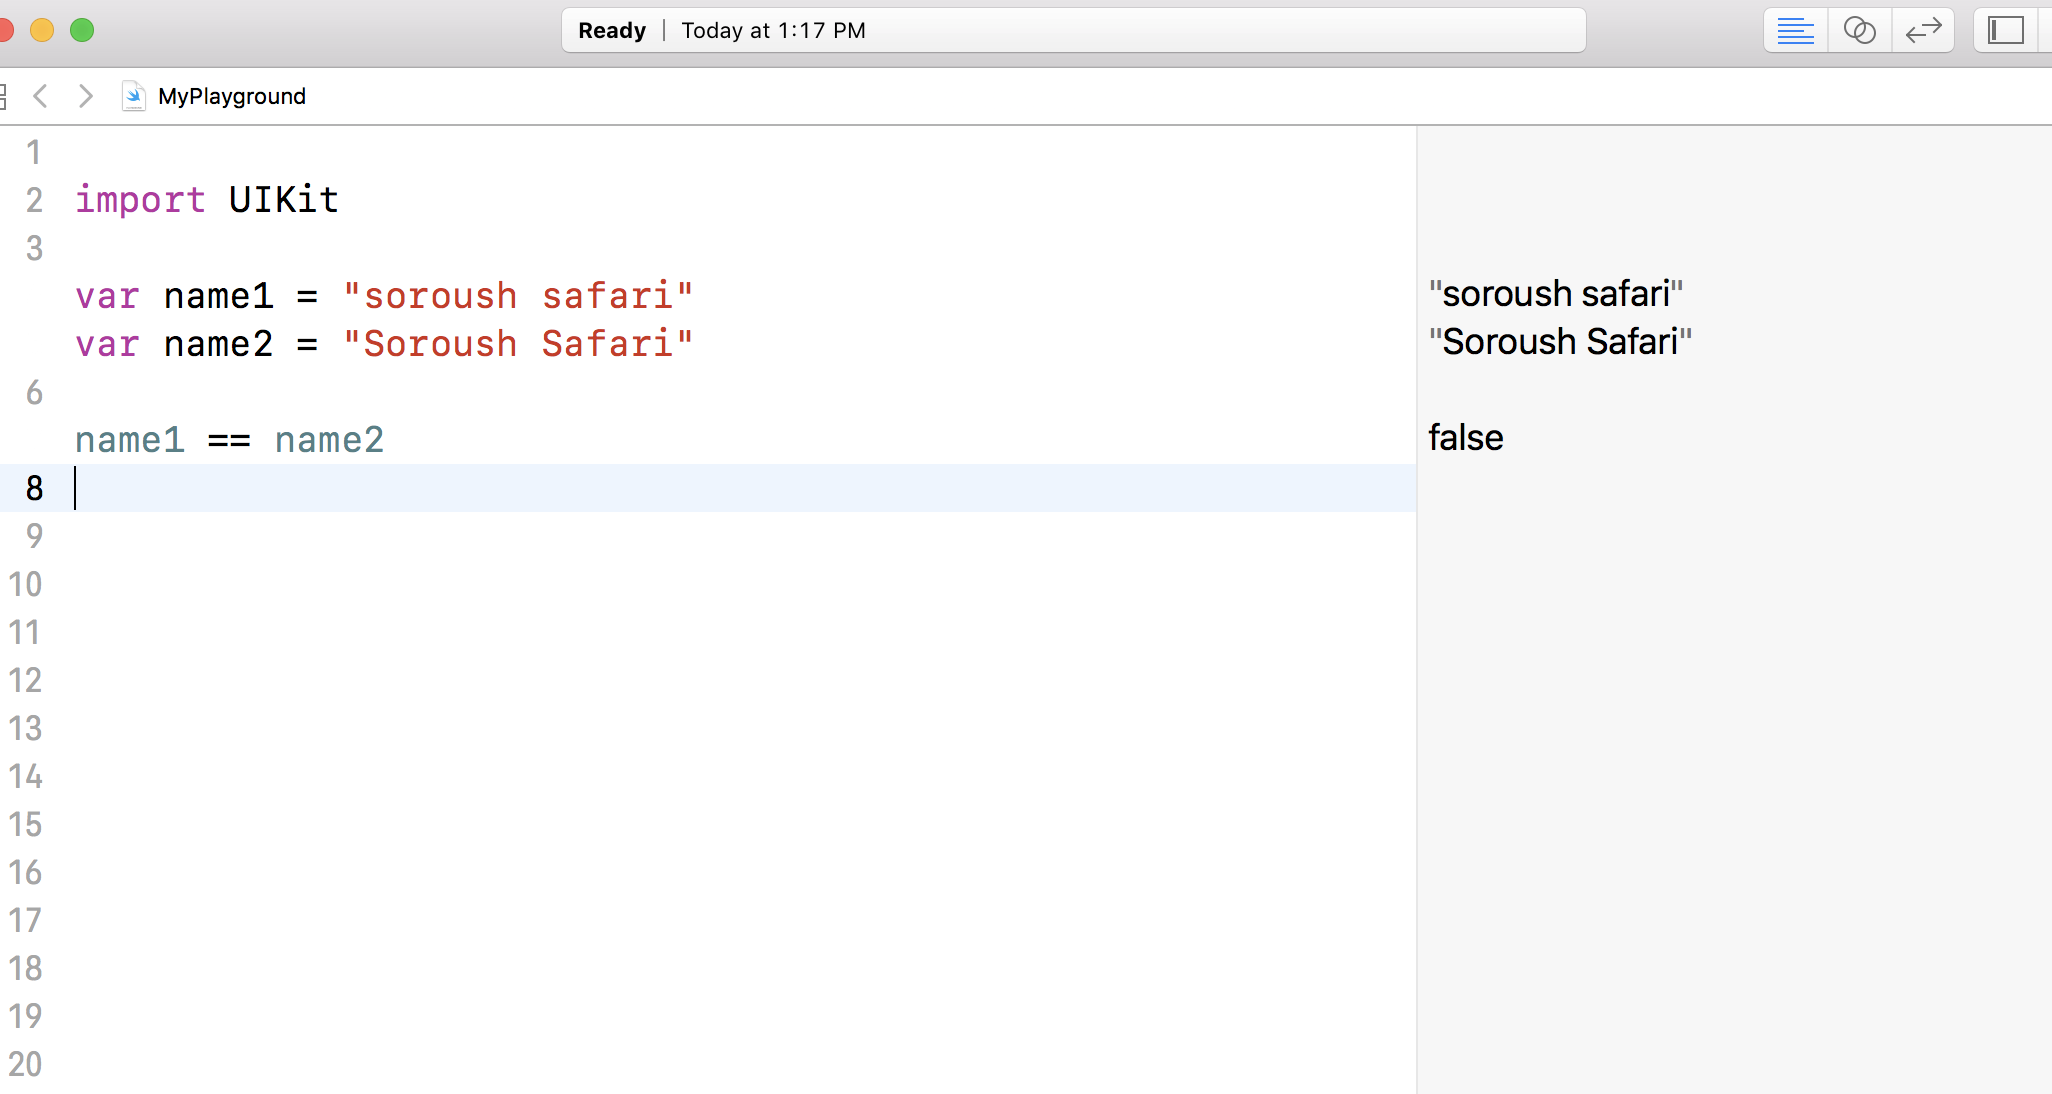 Ready | Today at 1:17 PM
MyPlayground
1
2 import UIKit
3
var name1 = "soroush safari" "soroush safari"
var name2 = "Soroush Safari" "Soroush Safari"
6
name1 == name2 false
8
9
10
11
12
13
14
15
16
17
18
19
20